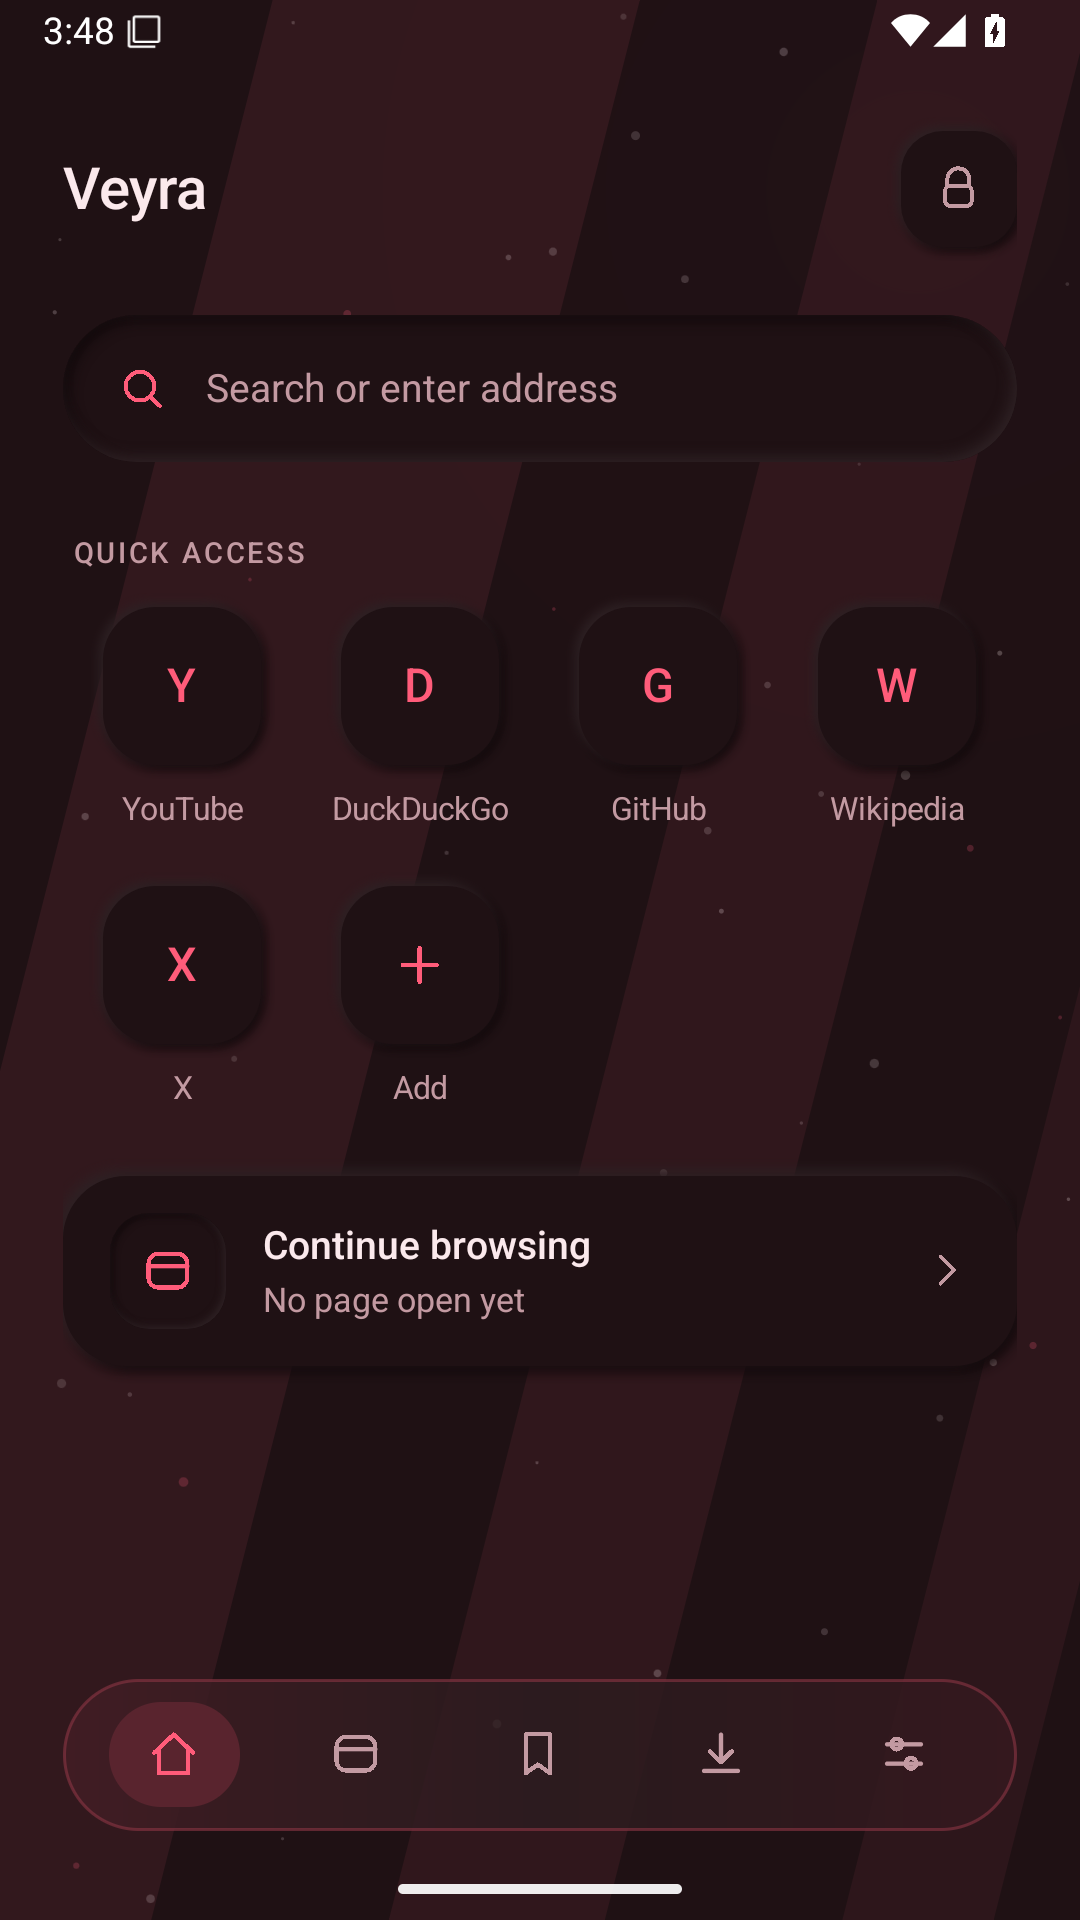 3:48
Veyra
Search or enter address
QUICK ACCESS
Y D G W
YouTube DuckDuckGo GitHub Wikipedia
X
X Add
Continue browsing
No page open yet